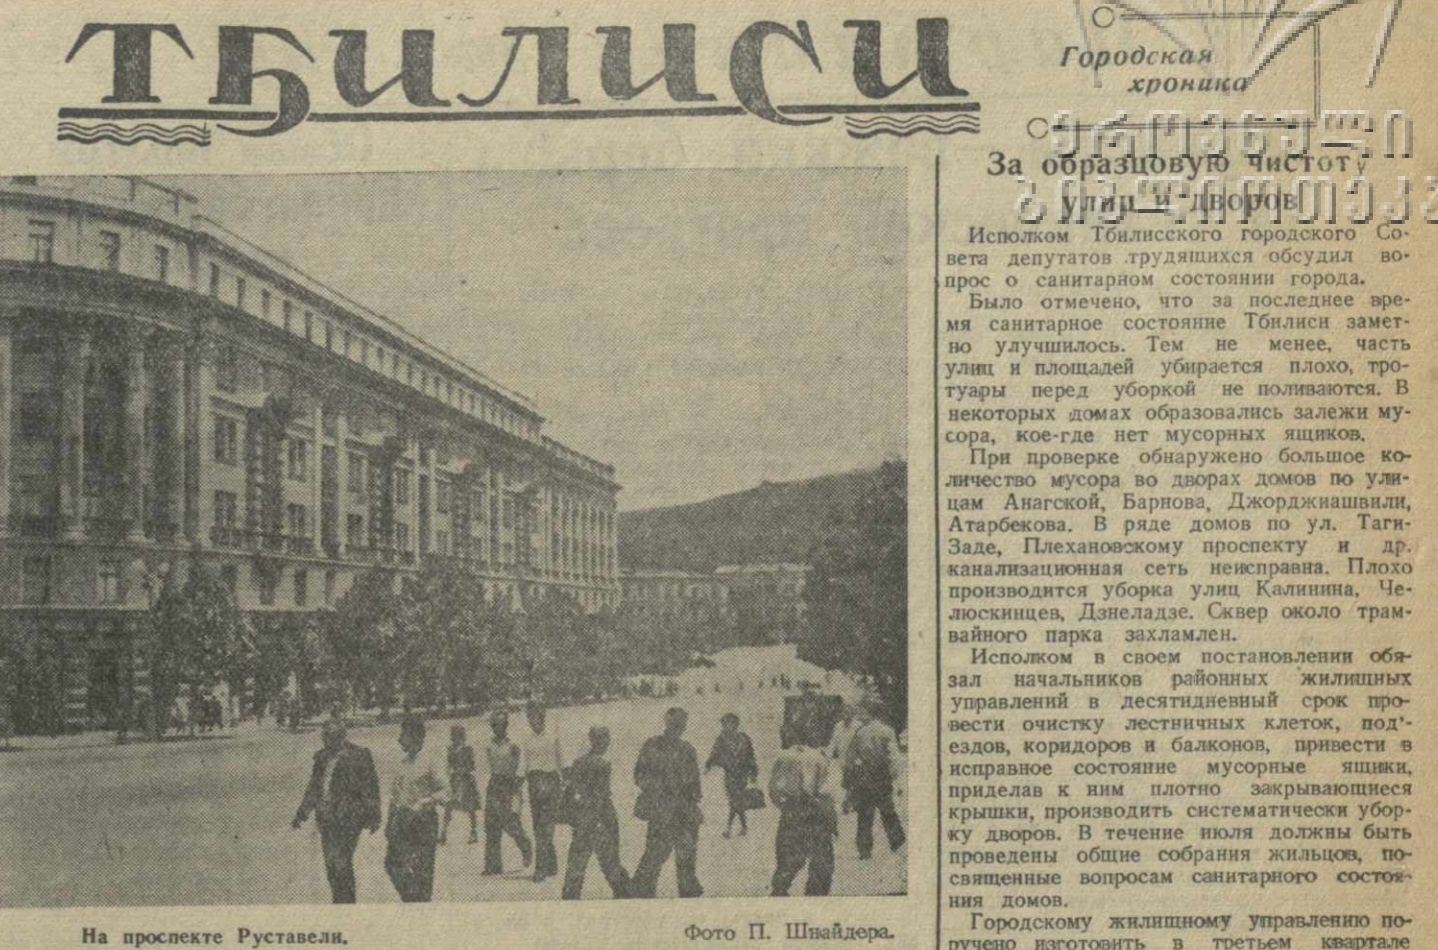 ТБИЛИСИ
На проспекте Руставели.
Фото П. Шнайдера.
Городская
хроника
ეროვნული
ბიბლიოთეკა
За образцовую чистоту
улиц и дворов
Исполком Тбилисского городского Со-
вета депутатов трудящихся обсудил во-
прос о санитарном состоянии города.
Было отмечено, что за последнее вре-
мя санитарное состояние Тбилиси замет-
но улучшилось. Тем не менее, часть
улиц и площадей убирается плохо, тро-
туары перед уборкой не поливаются. В
некоторых домах образовались залежи му-
сора, кое-где нет мусорных ящиков.
При проверке обнаружено большое ко-
личество мусора во дворах домов по ули-
цам Анагской, Барнова, Джорджиашвили,
Атарбекова. В ряде домов по ул. Таги-
Заде, Плехановскому проспекту и др.
канализационная сеть неисправна. Плохо
производится уборка улиц Калинина, Че-
люскинцев, Дзнеладзе. Сквер около трам-
вайного парка захламлен.
Исполком в своем постановлении обя-
зал начальников районных жилищных
управлений в десятидневный срок про-
вести очистку лестничных клеток, под'-
ездов, коридоров и балконов, привести в
исправное состояние мусорные ящики,
приделав к ним плотно закрывающиеся
крышки, производить систематически убор-
ку дворов. В течение июля должны быть
проведены общие собрания жильцов, по-
священные вопросам санитарного состоя-
ния домов.
Городскому жилищному управлению по-
ручено изготовить в третьем квартале